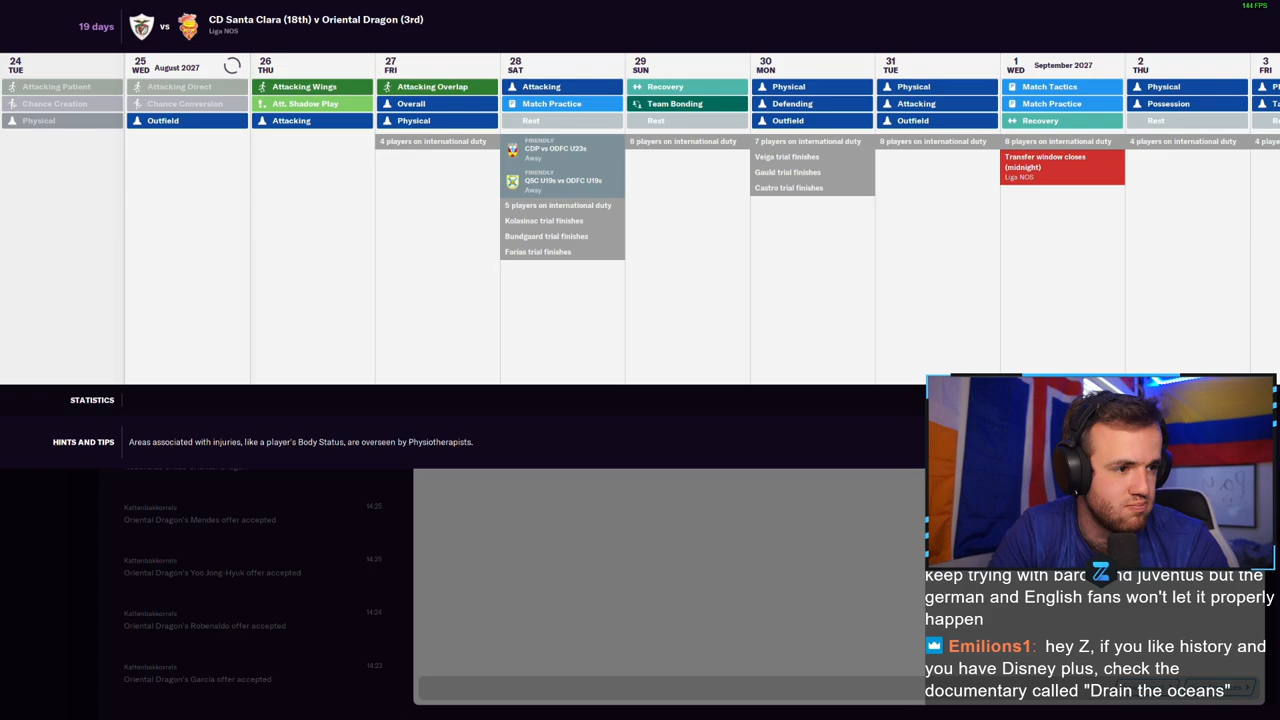 144 FPS
19 days
vs
CD Santa Clara (18th) v Oriental Dragon (3rd)
Liga NOS
24
TUE
Attacking Patient
Chance Creation
Physical
25
WED
August 2027
Attacking Direct
Chance Conversion
Outfield
26
THU
Attacking Wings
Att. Shadow Play
Attacking
27
FRI
Attacking Overlap
Overall
Physical
4 players on international duty
28
SAT
Attacking
Match Practice
Rest
FRIENDLY
CDP vs ODFC U23s
Away
FRIENDLY
QSC U19s vs ODFC U19s
Away
5 players on international duty
Kolasinac trial finishes
Bundgaard trial finishes
Farias trial finishes
29
SUN
Recovery
Team Bonding
Rest
6 players on international duty
30
MON
Physical
Defending
Outfield
7 players on international duty
Veiga trial finishes
Gauld trial finishes
Castro trial finishes
31
TUE
Physical
Attacking
Outfield
8 players on international duty
1
WED
September 2027
Match Tactics
Match Practice
Recovery
8 players on international duty
Transfer window closes
(midnight)
Liga NOS
2
THU
Physical
Possession
Rest
4 players on international duty
3
FRI
4 playe
STATISTICS
HINTS AND TIPS
Areas associated with injuries, like a player's Body Status, are overseen by Physiotherapists.
Kattenbakkorrels
14:25
Oriental Dragon's Mendes offer accepted
Kattenbakkorrels
14:25
Oriental Dragon's Yoo Jong-Hyuk offer accepted
Kattenbakkorrels
14:24
Oriental Dragon's Robenaldo offer accepted
Kattenbakkorrels
14:23
Oriental Dragon's García offer accepted
keep trying with barc nd juventus but the
german and English fans won't let it properly
happen
Emilions1: hey Z, if you like history and
you have Disney plus, check the
documentary called "Drain the oceans"